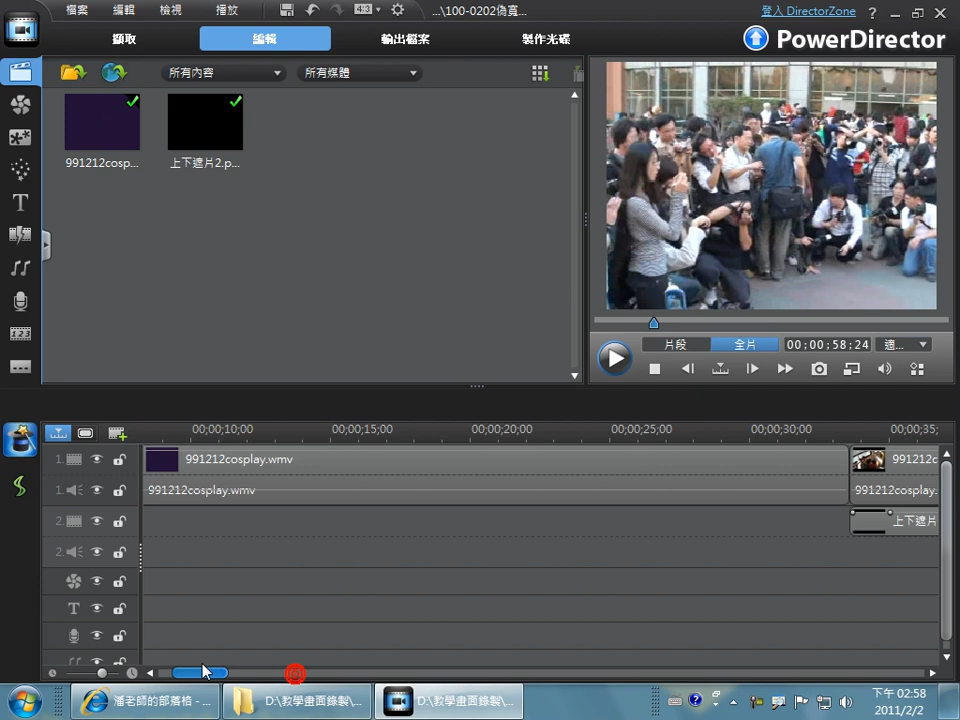 檔案 編輯 檢視 播放 4:3 ...\100-0202偽寬...
登入 DirectorZone ?
擷取 編輯 輸出檔案 製作光碟
PowerDirector
所有內容 所有媒體
991212cosp... 上下遮片2.p...
片段 全片 00;00;58;24 適...
00;00;10;00 00;00;15;00 00;00;20;00 00;00;25;00 00;00;30;00 00;00;35;
1. 991212cosplay.wmv 991212c
1. 991212cosplay.wmv 991212cosplay.
2. 上下遮片
2.
T
潘老師的部落格 - ... D:\教學畫面錄製\... D:\教學畫面錄製\...
下午 02:58
2011/2/2